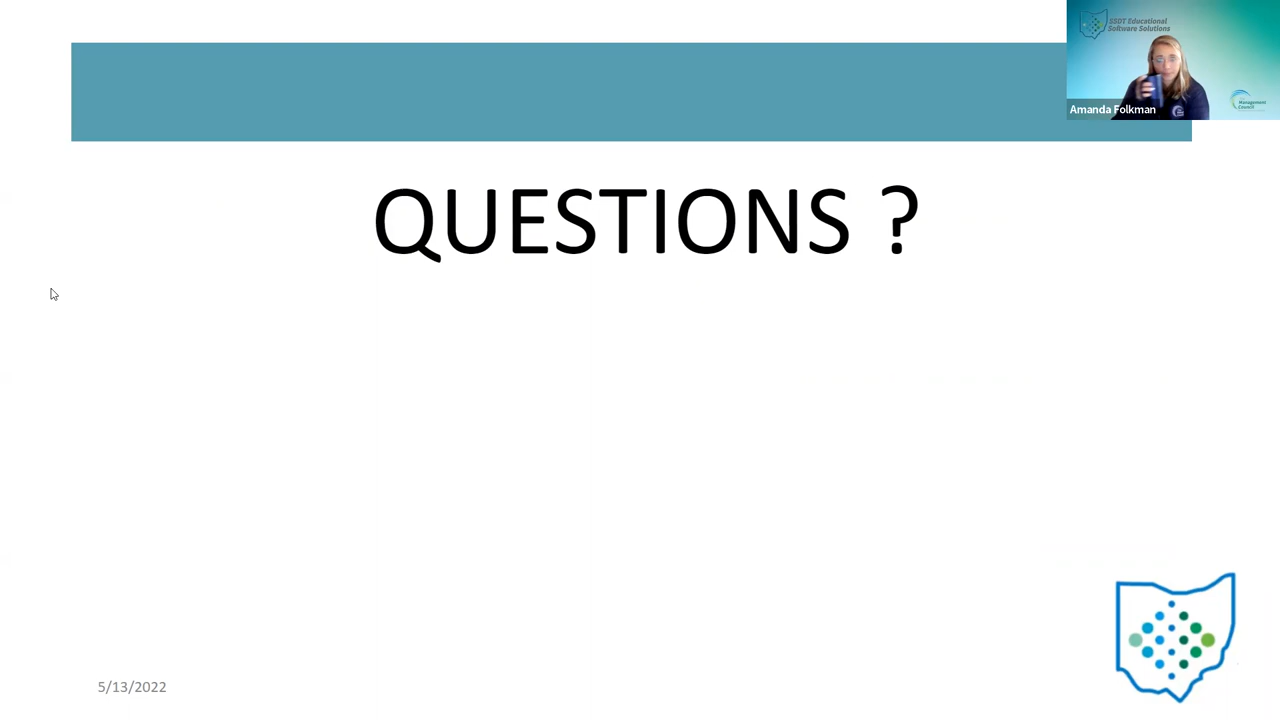 SSDT Educational
Software Solutions
Management
Council
Amanda Folkman
QUESTIONS ?
5/13/2022